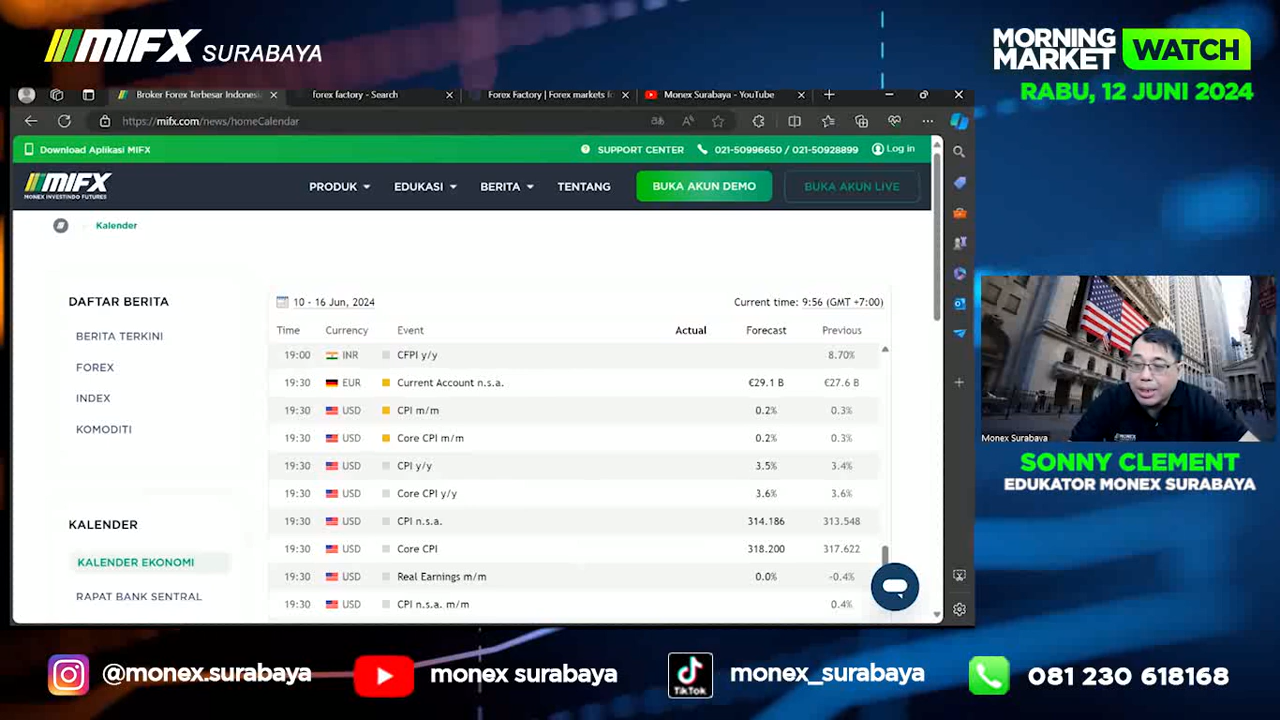 MIFX SURABAYA
MORNING MARKET WATCH
RABU, 12 JUNI 2024
Broker Forex Terbesar Indonesi
forex factory - Search
Forex Factory | Forex markets fo
Monex Surabaya - YouTube
https://mifx.com/news/homeCalendar
Download Aplikasi MIFX
SUPPORT CENTER
021-50996650 / 021-50928899
Log in
MIFX
MONEX INVESTINDO FUTURES
PRODUK
EDUKASI
BERITA
TENTANG
BUKA AKUN DEMO
BUKA AKUN LIVE
Kalender
DAFTAR BERITA
BERITA TERKINI
FOREX
INDEX
KOMODITI
KALENDER
KALENDER EKONOMI
RAPAT BANK SENTRAL
10 - 16 Jun, 2024
Current time: 9:56 (GMT +7:00)
Time Currency Event Actual Forecast Previous
19:00 INR CFPI y/y 8.70%
19:30 EUR Current Account n.s.a. €29.1 B €27.6 B
19:30 USD CPI m/m 0.2% 0.3%
19:30 USD Core CPI m/m 0.2% 0.3%
19:30 USD CPI y/y 3.5% 3.4%
19:30 USD Core CPI y/y 3.6% 3.6%
19:30 USD CPI n.s.a. 314.186 313.548
19:30 USD Core CPI 318.200 317.622
19:30 USD Real Earnings m/m 0.0% -0.4%
19:30 USD CPI n.s.a. m/m 0.4%
Monex Surabaya
SONNY CLEMENT
EDUKATOR MONEX SURABAYA
@monex.surabaya
monex surabaya
TikTok
monex_surabaya
081 230 618168